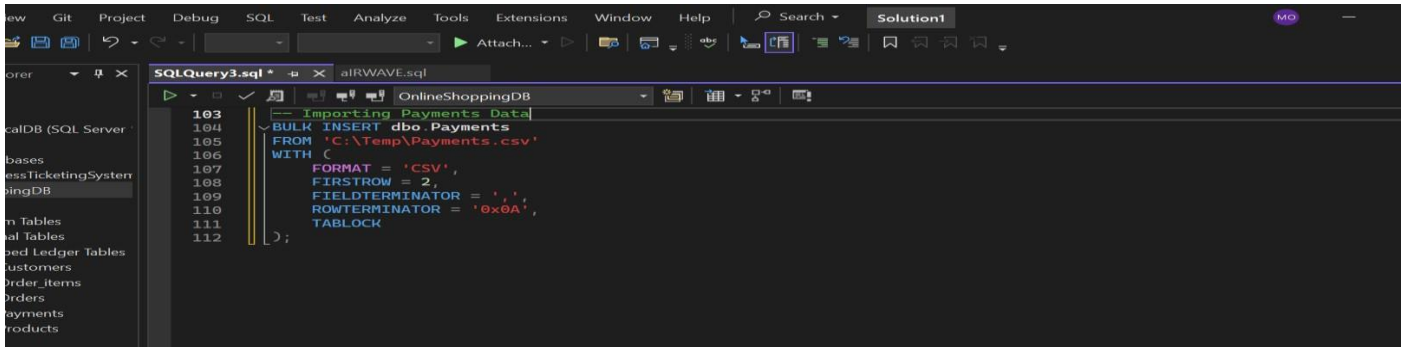 iew Git Project Debug SQL Test Analyze Tools Extensions Window Help Search Solution1 MO
Attach...
orer SQLQuery3.sql * aIRWAVE.sql
OnlineShoppingDB
103 -- Importing Payments Data
calDB (SQL Server 104 BULK INSERT dbo.Payments
105 FROM 'C:\Temp\Payments.csv'
bases 106 WITH (
essTicketingSystem 107 FORMAT = 'CSV',
pingDB 108 FIRSTROW = 2,
109 FIELDTERMINATOR = ',',
m Tables 110 ROWTERMINATOR = '0x0A',
nal Tables 111 TABLOCK
ped Ledger Tables 112 );
Customers
Order_items
Orders
ayments
roducts